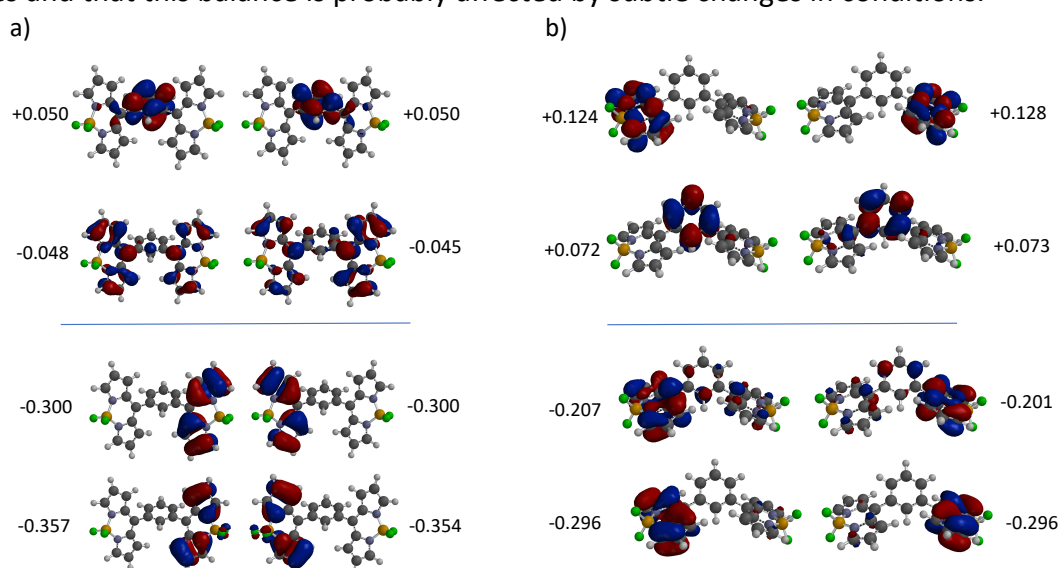 es and that this balance is probably affected by subtle changes in conditions.
a) b)
+0.050 +0.050 +0.124 +0.128
-0.048 -0.045 +0.072 +0.073
-0.300 -0.300 -0.207 -0.201
-0.357 -0.354 -0.296 -0.296